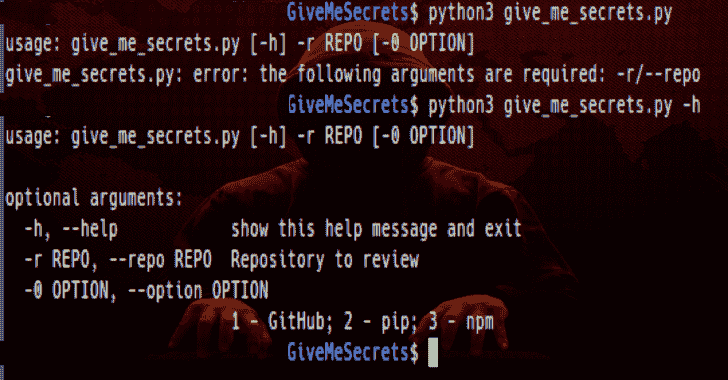 GiveMeSecrets$ python3 give_me_secrets.py
usage: give_me_secrets.py [-h] -r REPO [-0 OPTION]
give_me_secrets.py: error: the following arguments are required: -r/--repo
GiveMeSecrets$ python3 give_me_secrets.py -h
usage: give_me_secrets.py [-h] -r REPO [-0 OPTION]
optional arguments:
-h, --help show this help message and exit
-r REPO, --repo REPO Repository to review
-0 OPTION, --option OPTION
1 - GitHub; 2 - pip; 3 - npm
GiveMeSecrets$